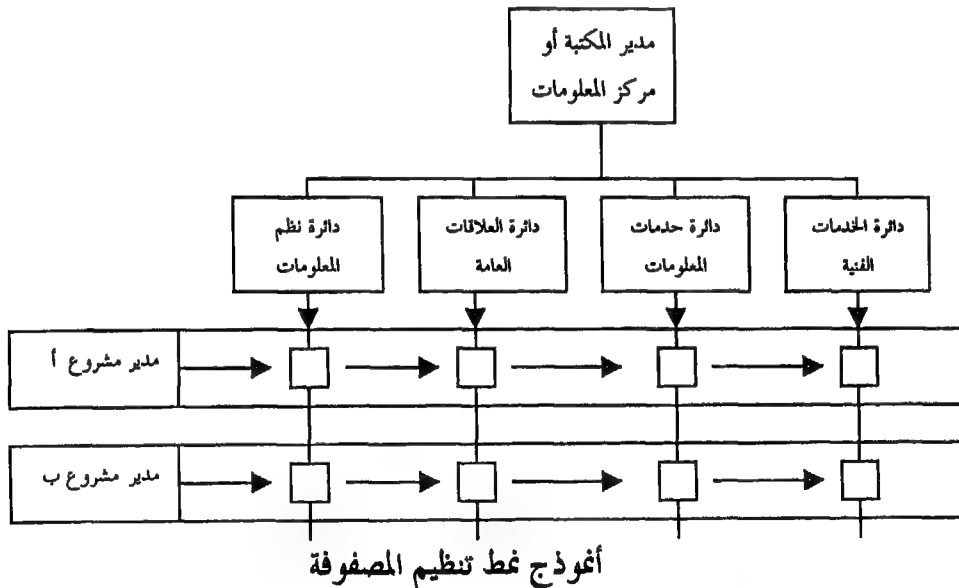 مدير المكتبة أو
مركز المعلومات
دائرة الخدمات
الفنية
دائرة حدمات
المعلومات
دائرة العلاقات
العامة
دائرة نظم
المعلومات
مدير مشروع أ
مدير مشروع ب
أنموذج نمط تنظيم المصفوفة